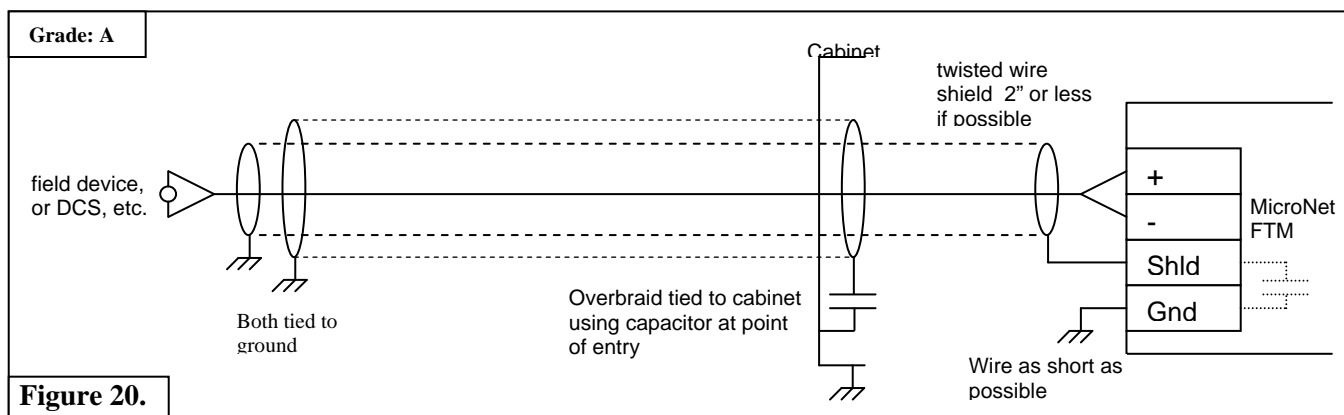 Grade: A
Cabinet
twisted wire
shield 2” or less
if possible
field device,
or DCS, etc.
+
-
Shld
Gnd
MicroNet
FTM
Both tied to
ground
Overbraid tied to cabinet
using capacitor at point
of entry
Wire as short as
possible
Figure 20.